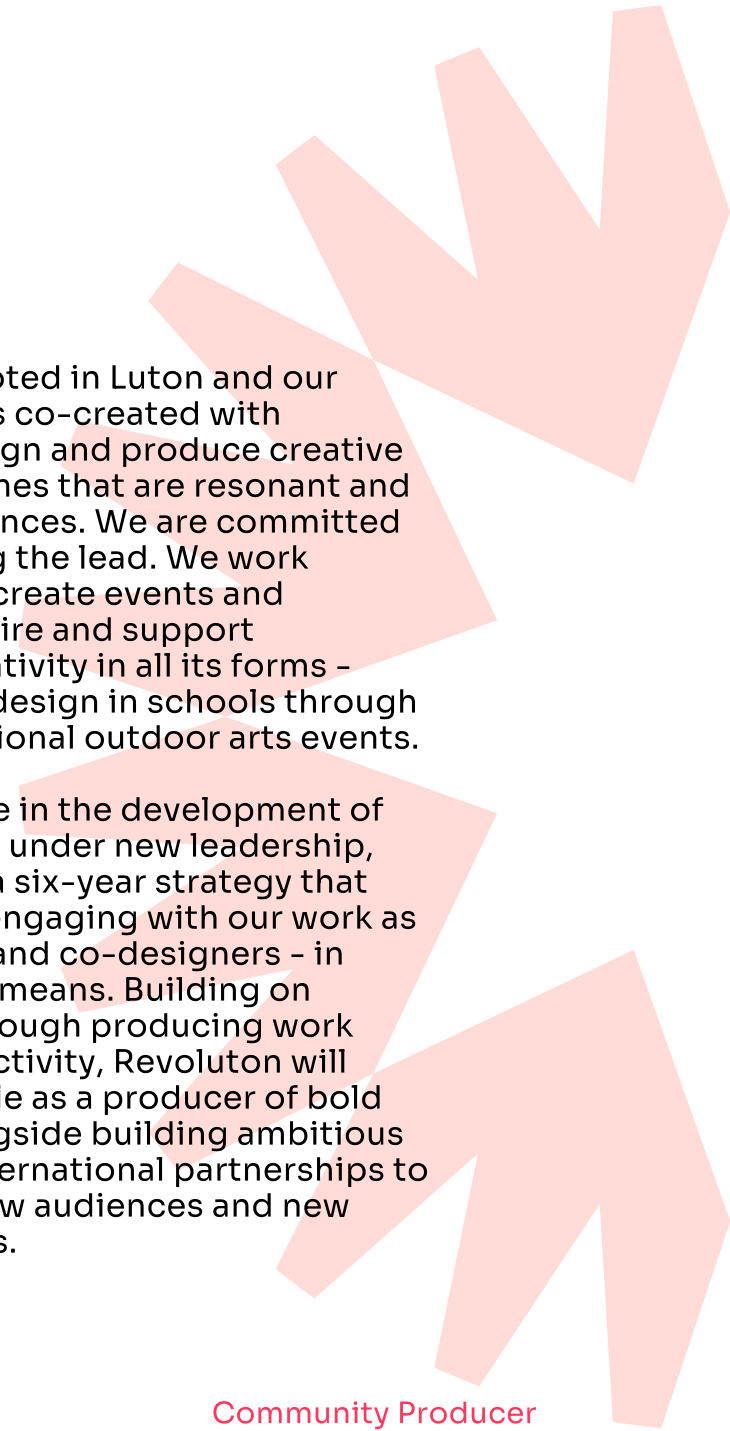 oted in Luton and our
s co-created with
gn and produce creative
nes that are resonant and
nces. We are committed
g the lead. We work
create events and
ire and support
ativity in all its forms -
design in schools through
ional outdoor arts events.
e in the development of
under new leadership,
a six-year strategy that
engaging with our work as
and co-designers - in
means. Building on
ough producing work
ctivity, Revoluton will
le as a producer of bold
gside building ambitious
ernational partnerships to
w audiences and new
s.
Community Producer